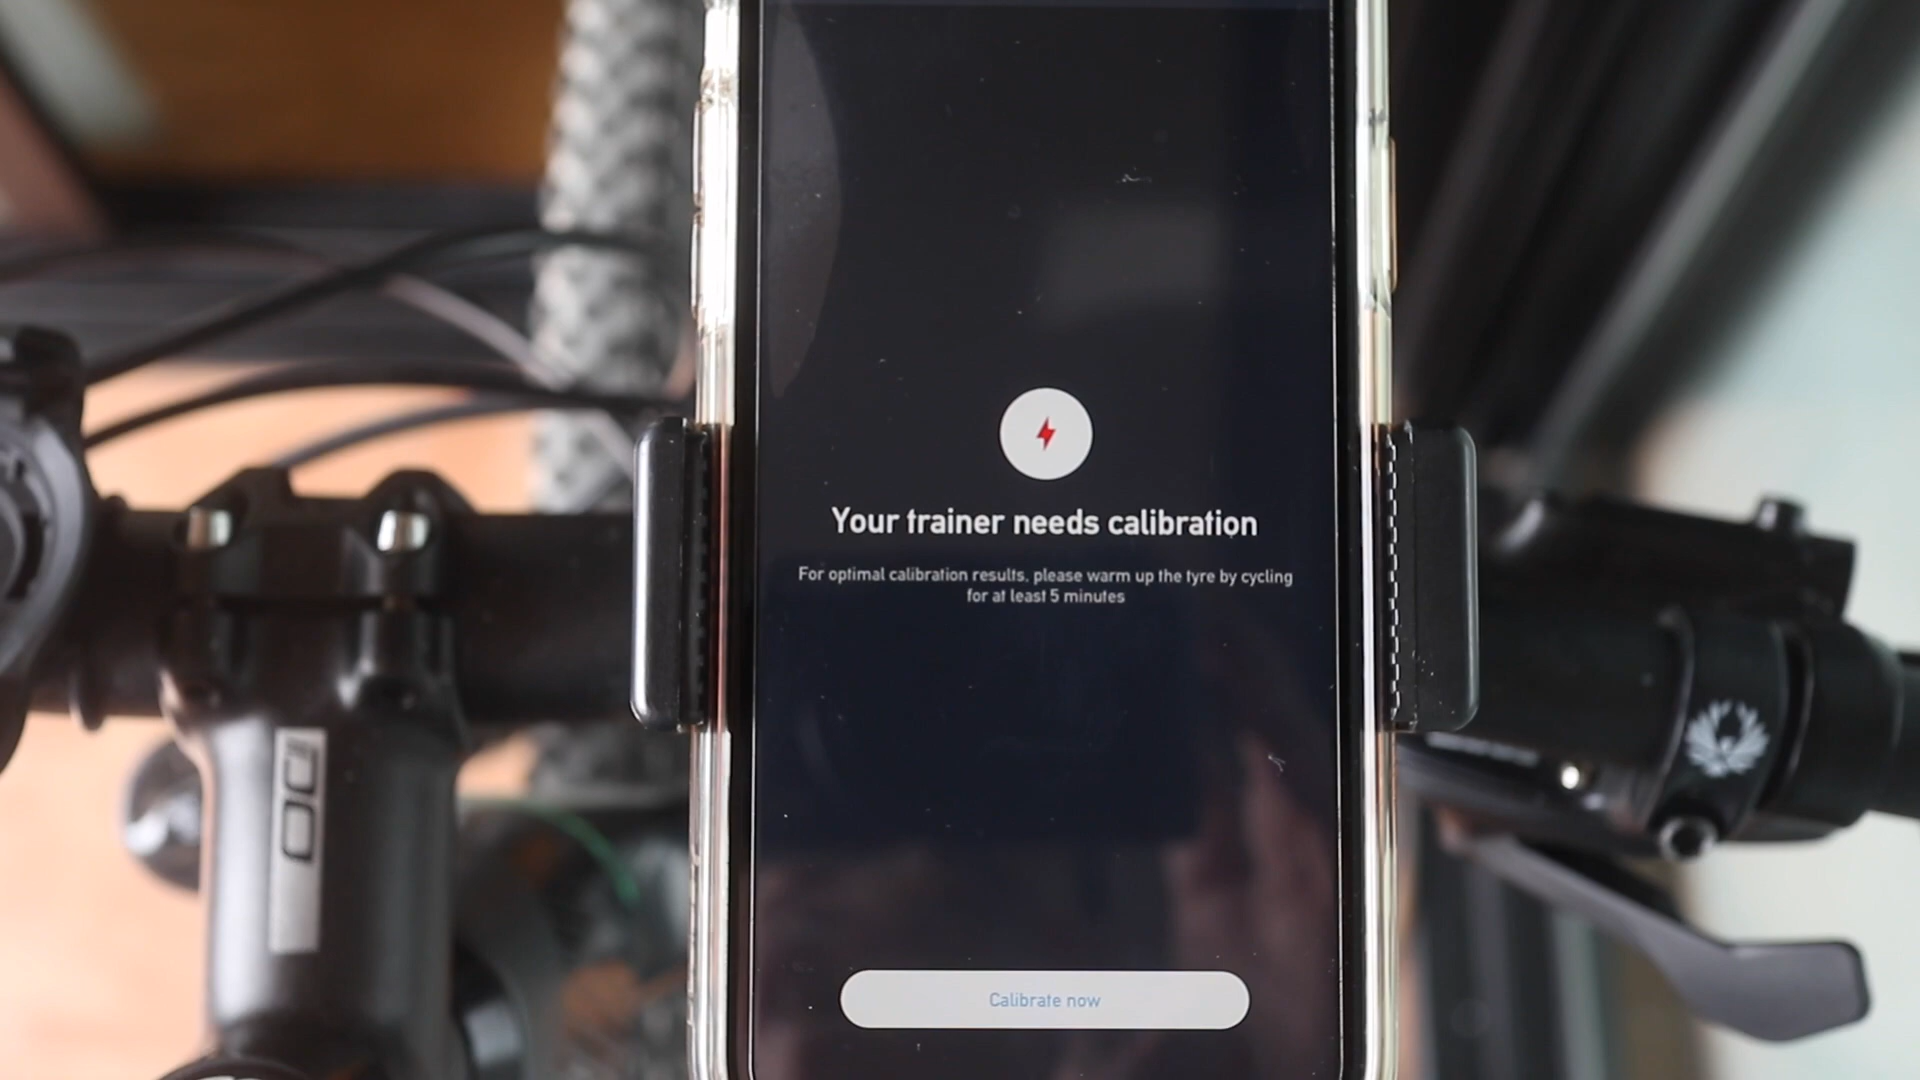 Your trainer needs calibration
For optimal calibration results, please warm up the tyre by cycling
for at least 5 minutes
Calibrate now